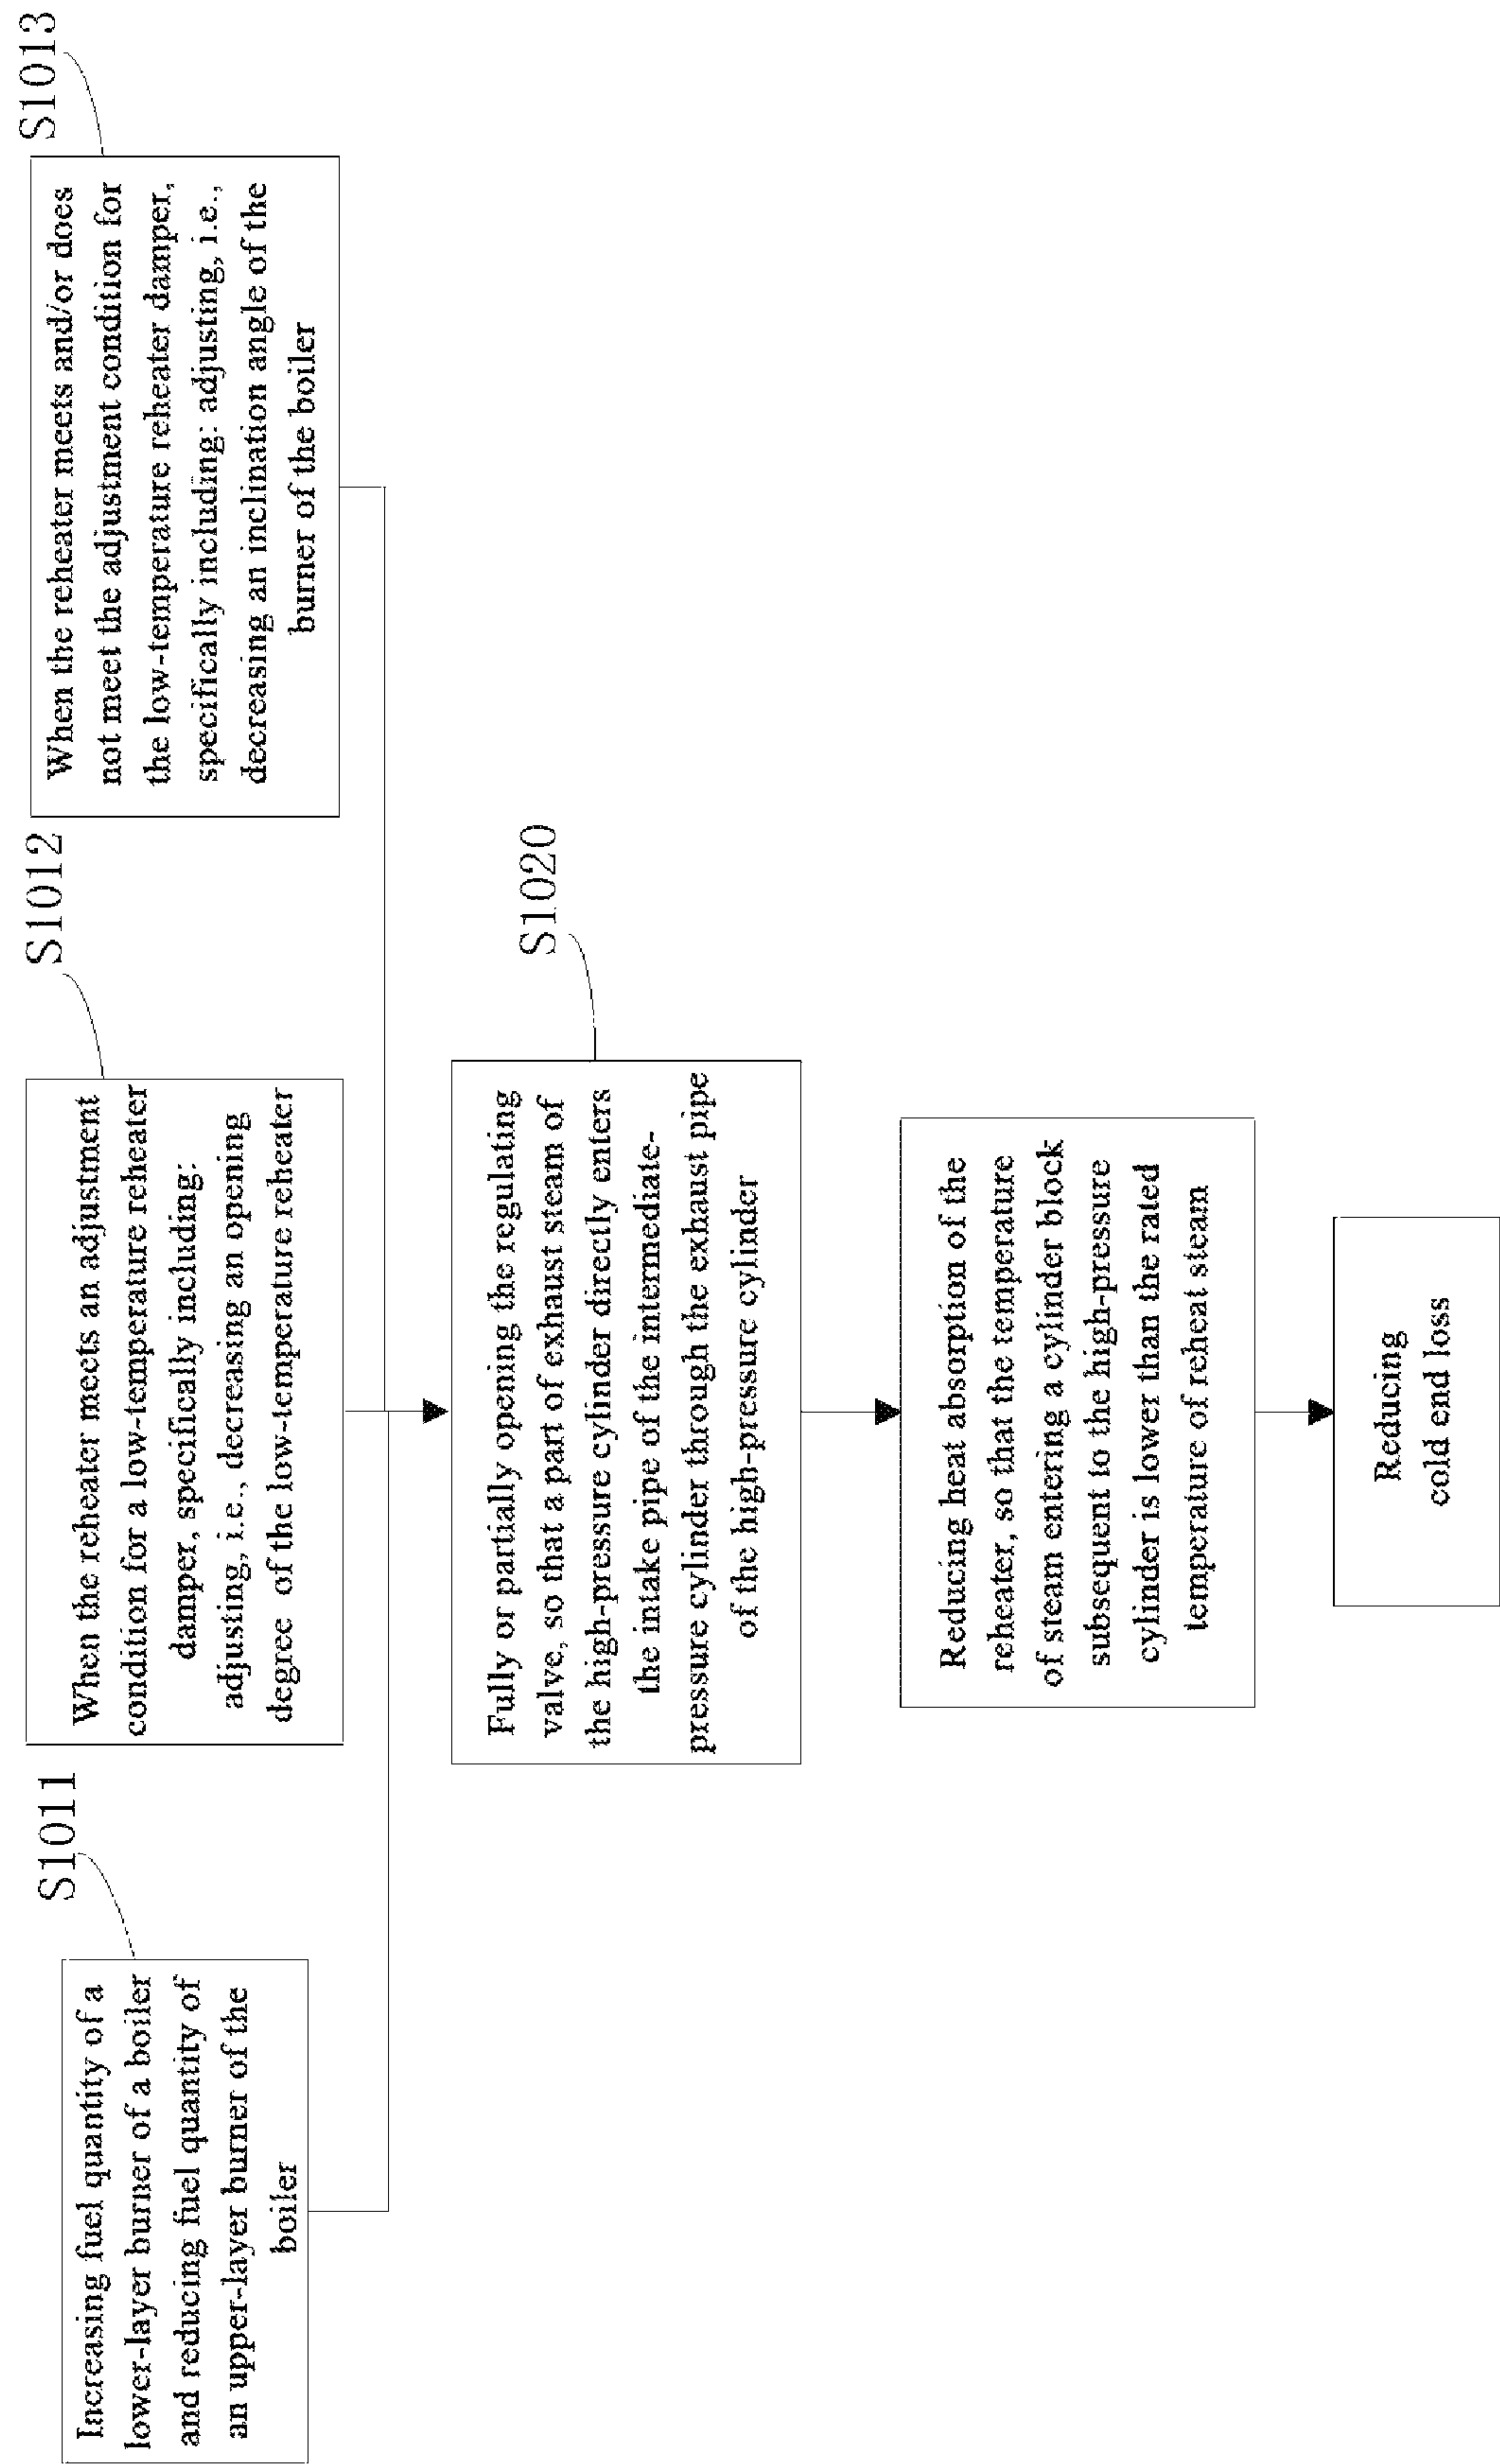 S1011
Increasing fuel quantity of a
lower-layer burner of a boiler
and reducing fuel quantity of
an upper-layer burner of the
boiler
S1012
When the reheater meets an adjustment
condition for a low-temperature reheater
damper, specifically including:
adjusting, i.e., decreasing an opening
degree of the low-temperature reheater
S1013
When the reheater meets and/or does
not meet the adjustment condition for
the low-temperature reheater damper,
specifically including: adjusting, i.e.,
decreasing an inclination angle of the
burner of the boiler
S1020
Fully or partially opening the regulating
valve, so that a part of exhaust steam of
the high-pressure cylinder directly enters
the intake pipe of the intermediate-
pressure cylinder through the exhaust pipe
of the high-pressure cylinder
Reducing heat absorption of the
reheater, so that the temperature
of steam entering a cylinder block
subsequent to the high-pressure
cylinder is lower than the rated
temperature of reheat steam
Reducing
cold end loss